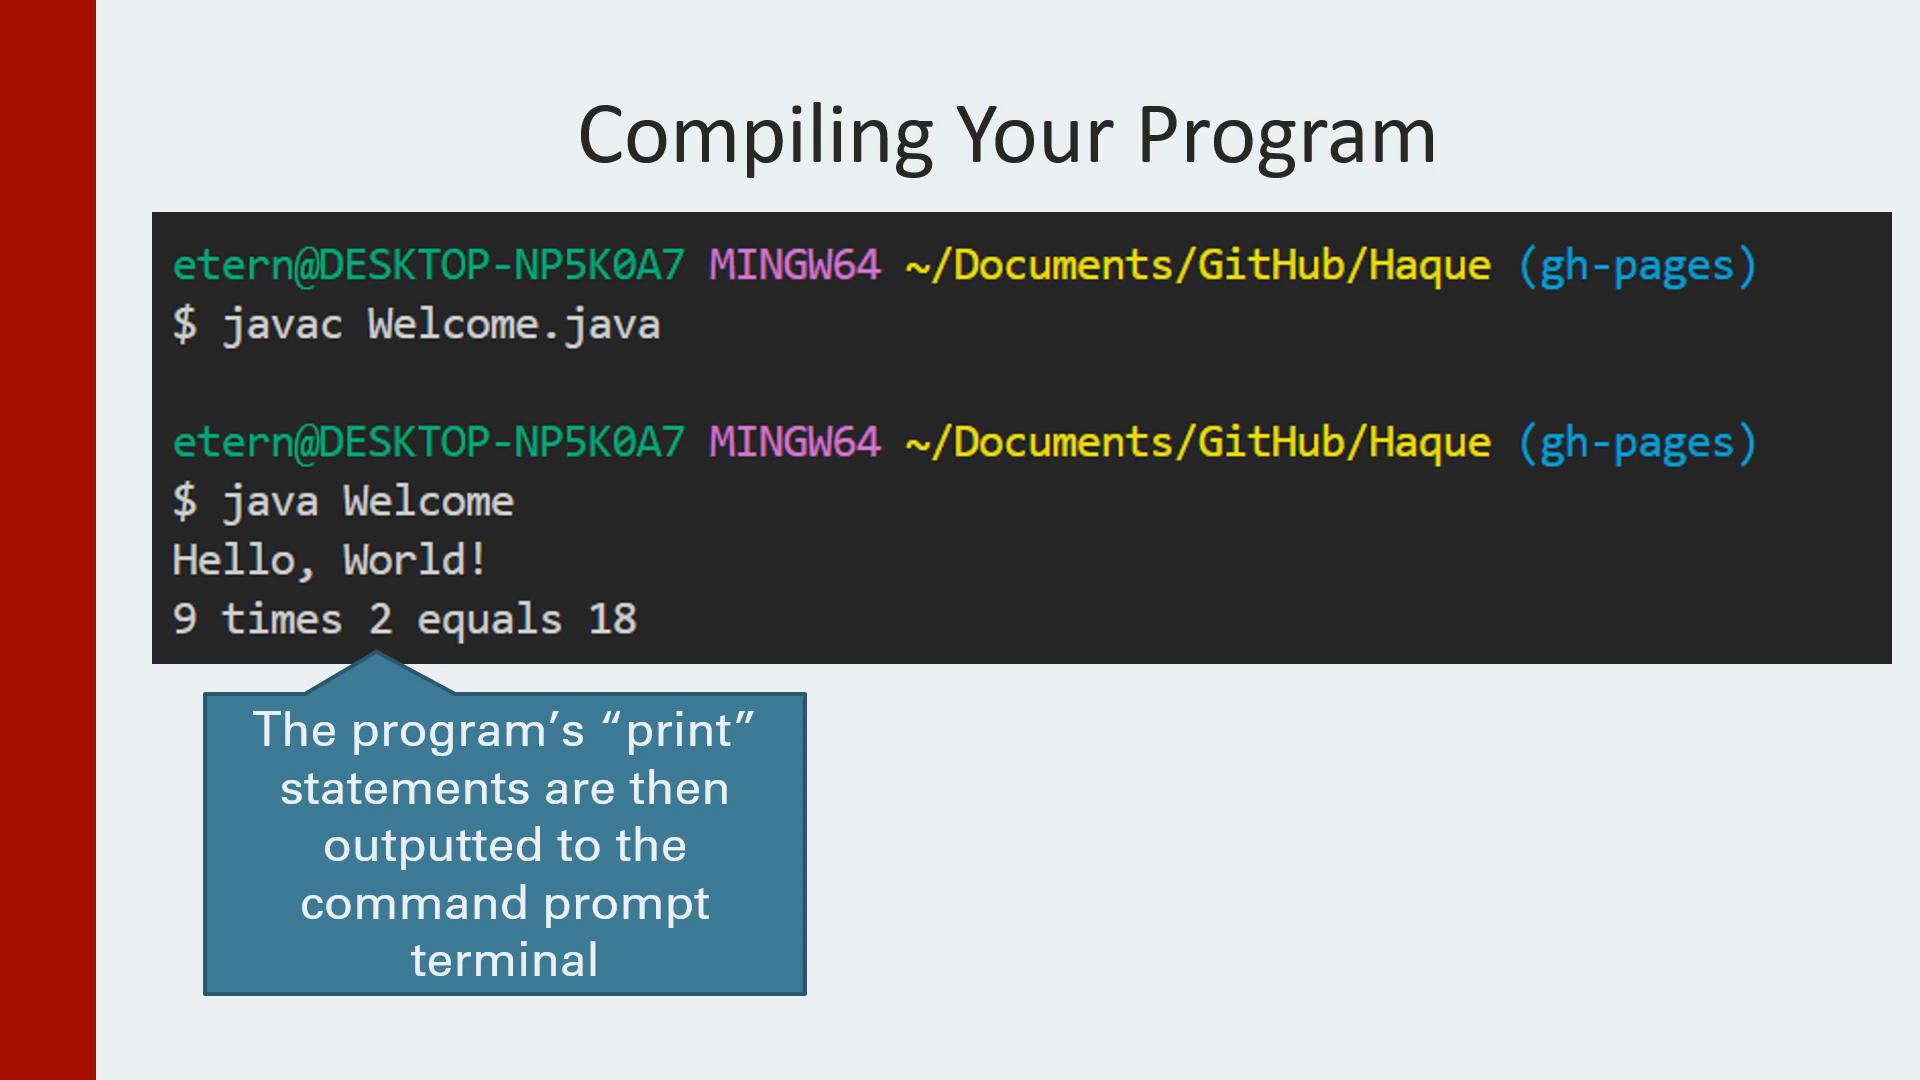 Compiling Your Program
etern@DESKTOP-NP5K0A7 MINGW64 ~/Documents/GitHub/Haque (gh-pages)
$ javac Welcome.java
etern@DESKTOP-NP5K0A7 MINGW64 ~/Documents/GitHub/Haque (gh-pages)
$ java Welcome
Hello, World!
9 times 2 equals 18
The program’s “print”
statements are then
outputted to the
command prompt
terminal